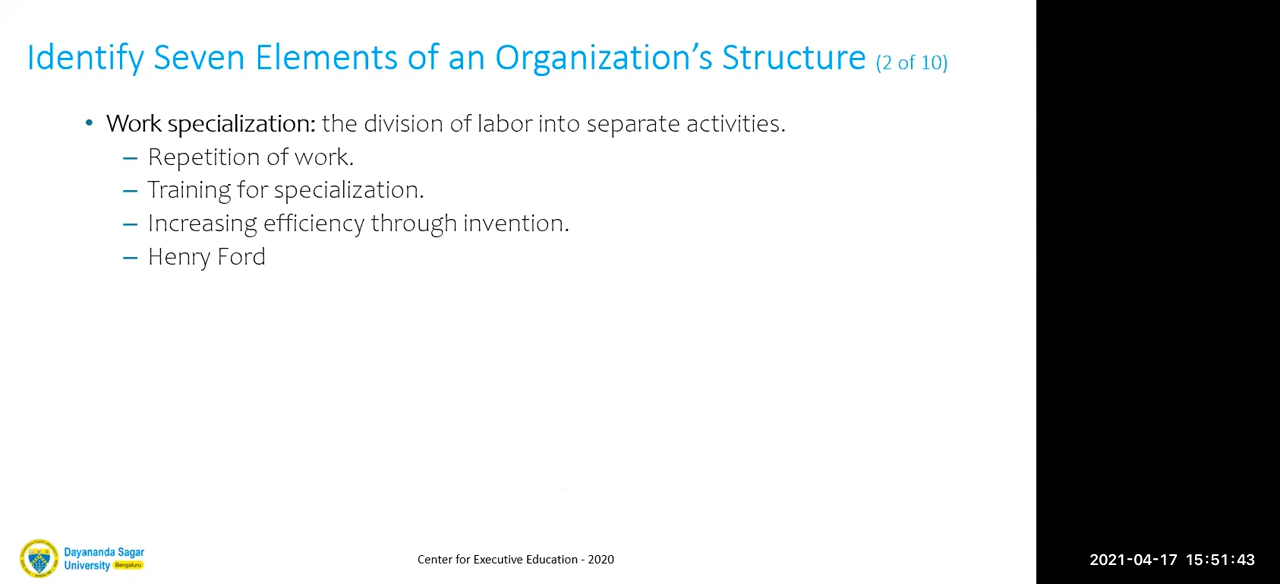 Identify Seven Elements of an Organization’s Structure (2 of 10)
• Work specialization: the division of labor into separate activities.
– Repetition of work.
– Training for specialization.
– Increasing efficiency through invention.
– Henry Ford
Dayananda Sagar
University Bengaluru
Center for Executive Education - 2020
2021-04-17 15:51:43